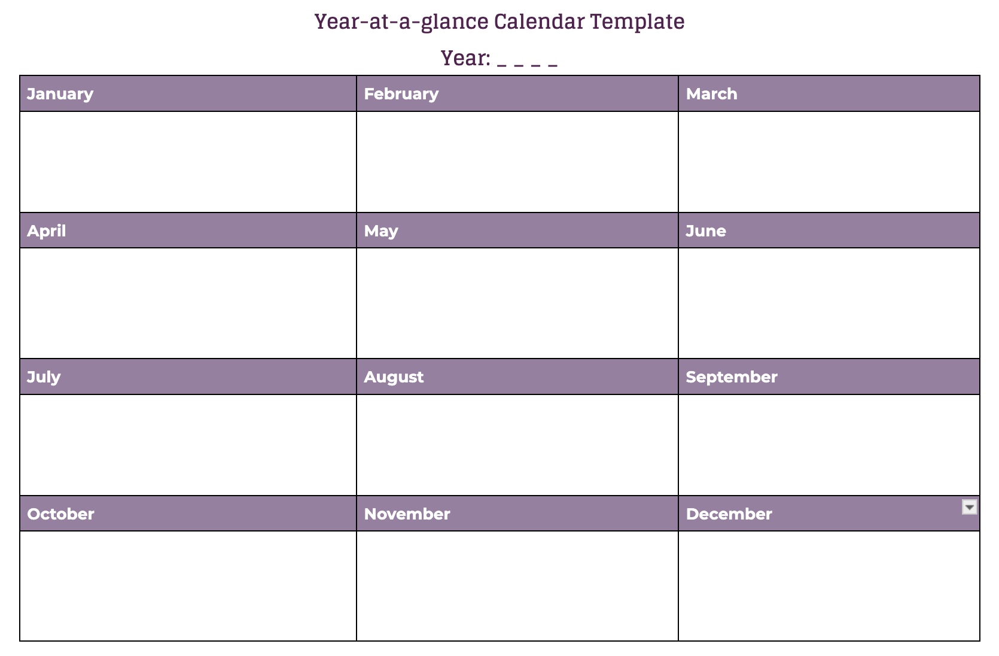 Year-at-a-glance Calendar Template
Year: _ _ _ _
January February March
April May June
July August September
October November December